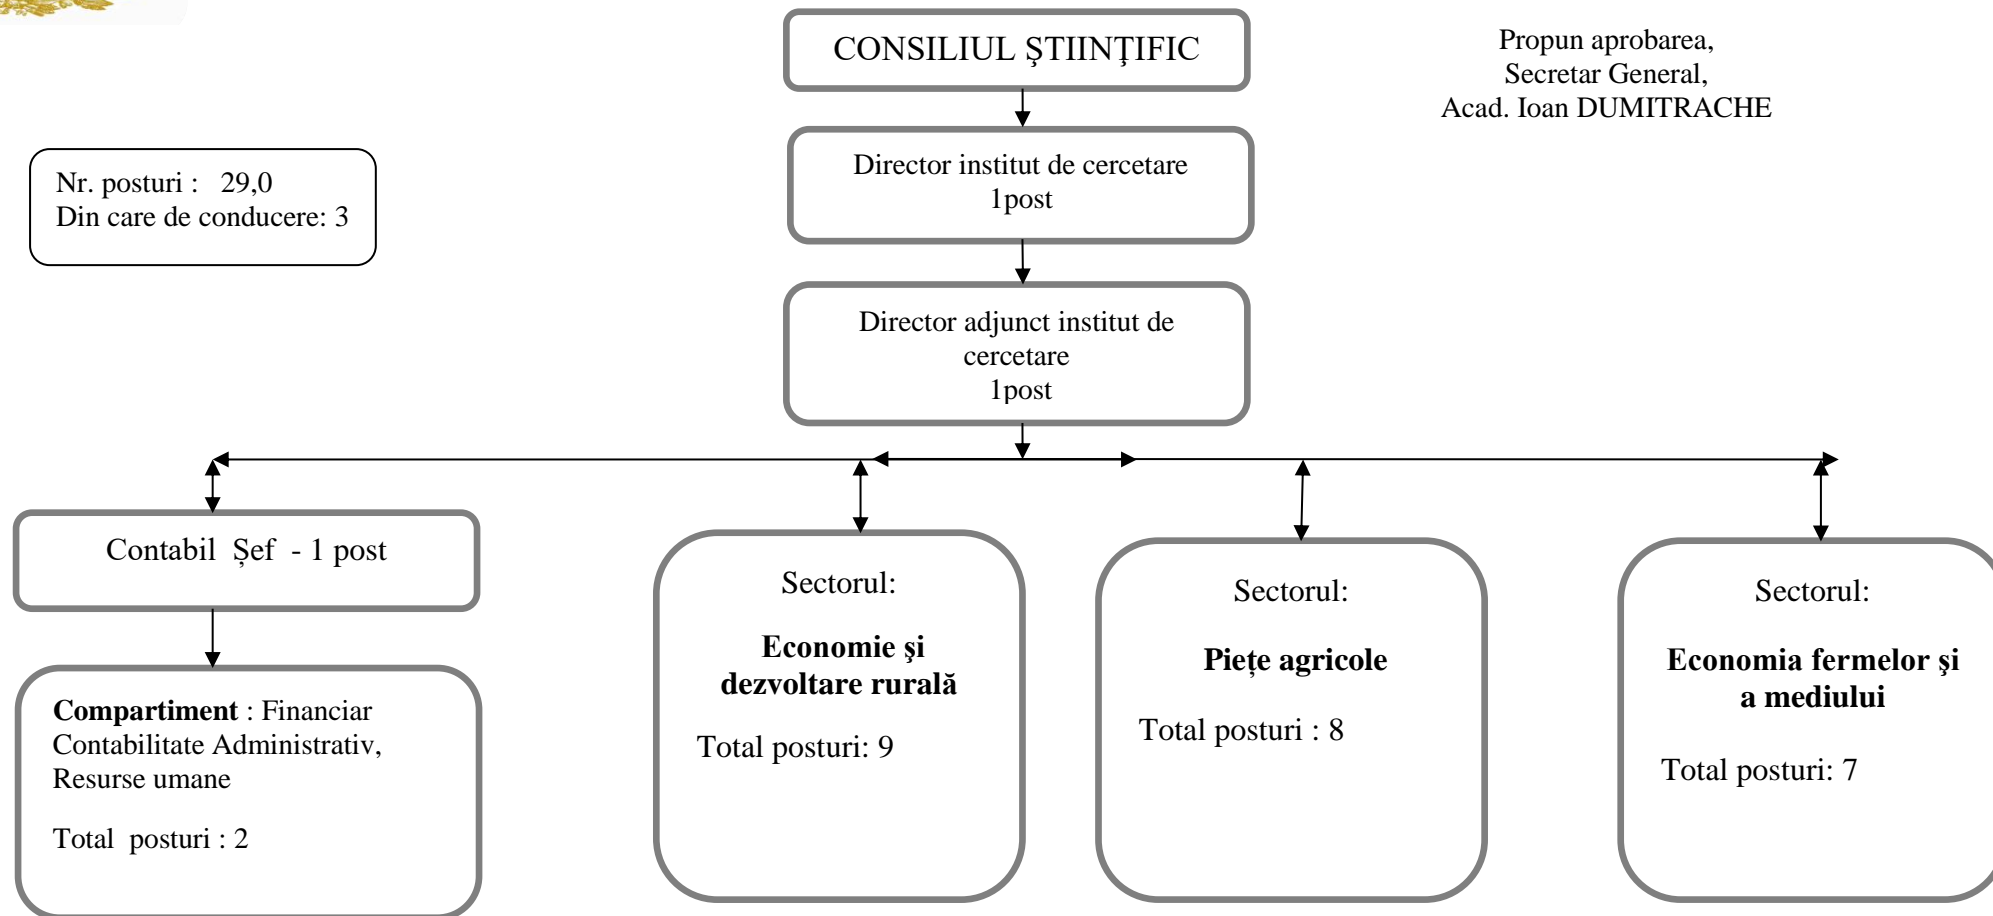 CONSILIUL ŞTIINŢIFIC
Propun aprobarea,
Secretar General,
Acad. Ioan DUMITRACHE
Nr. posturi : 29,0
Din care de conducere: 3
Director institut de cercetare
1post
Director adjunct institut de
cercetare
1post
Contabil Șef - 1 post
Compartiment : Financiar
Contabilitate Administrativ,
Resurse umane
Total posturi : 2
Sectorul:
Economie şi
dezvoltare rurală
Total posturi: 9
Sectorul:
Pieţe agricole
Total posturi : 8
Sectorul:
Economia fermelor şi
a mediului
Total posturi: 7